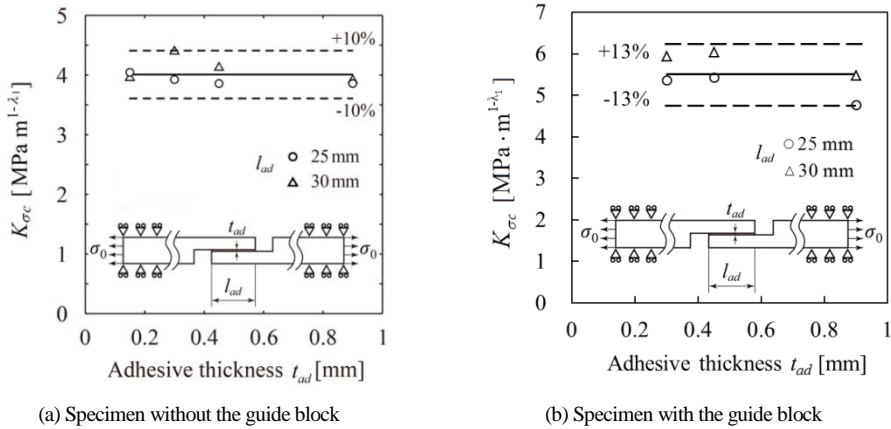 5
4
3
2
1
0
0
0.2
0.4
0.6
0.8
1
K_σc [MPa m^{1-λ₁}]
Adhesive thickness t_ad [mm]
+10%
-10%
l_ad
○ 25 mm
△ 30 mm
t_ad
σ₀
σ₀
l_ad
(a) Specimen without the guide block
7
6
5
4
3
2
1
0
0
0.2
0.4
0.6
0.8
1
K_σc [MPa·m^{1-λ₁}]
Adhesive thickness t_ad [mm]
+13%
-13%
l_ad
○ 25 mm
△ 30 mm
t_ad
σ₀
σ₀
l_ad
(b) Specimen with the guide block